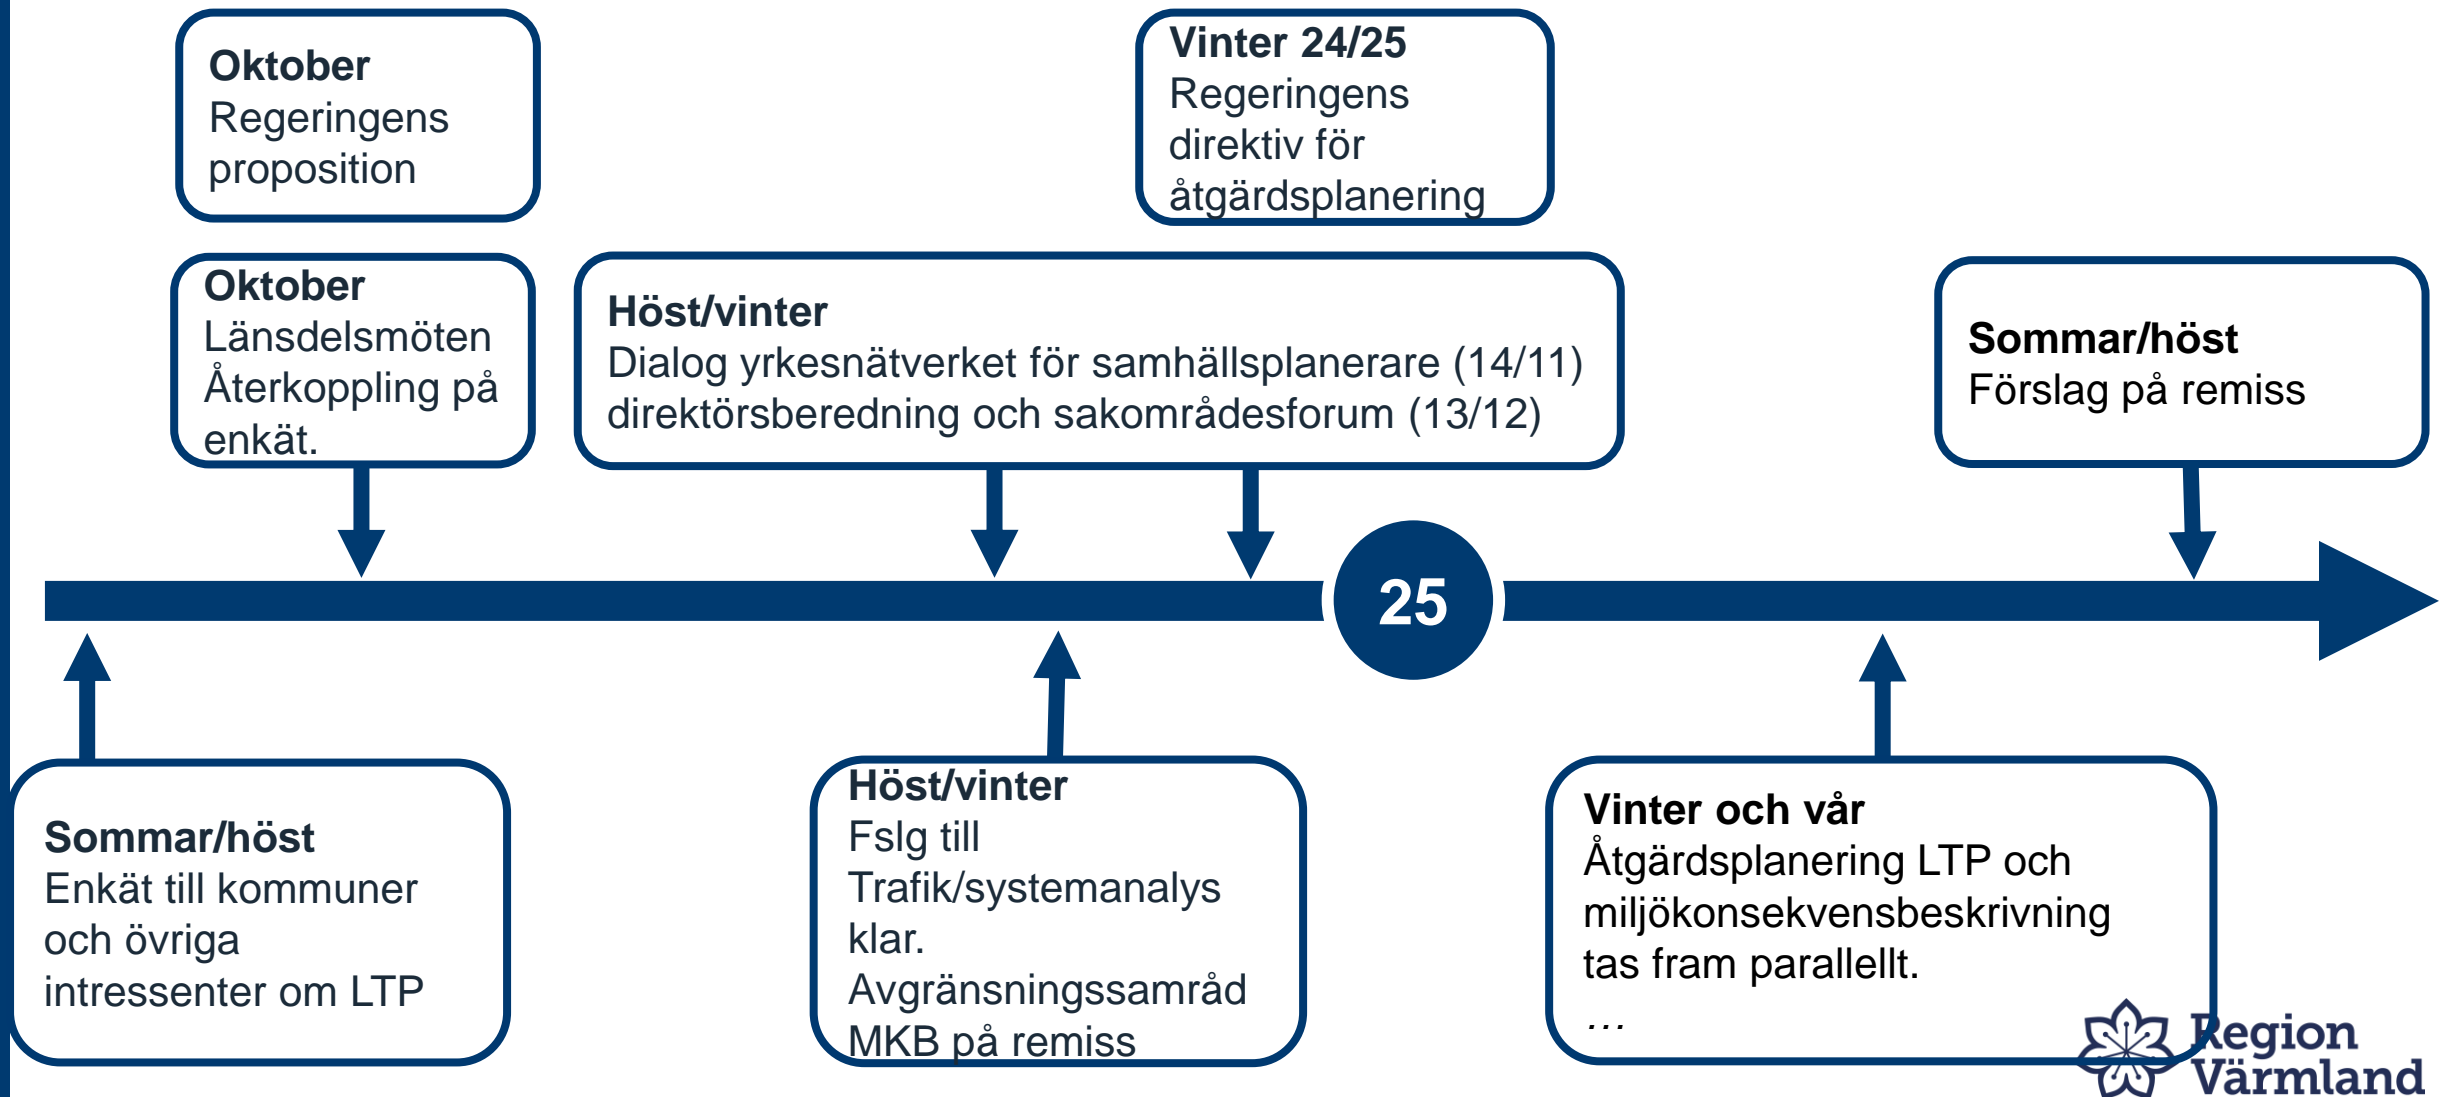 Oktober
Regeringens
proposition
Vinter 24/25
Regeringens
direktiv för
åtgärdsplanering
Oktober
Länsdelsmöten
Återkoppling på
enkät.
Höst/vinter
Dialog yrkesnätverket för samhällsplanerare (14/11)
direktörsberedning och sakområdesforum (13/12)
Sommar/höst
Förslag på remiss
25
Sommar/höst
Enkät till kommuner
och övriga
intressenter om LTP
Höst/vinter
Fslg till
Trafik/systemanalys
klar.
Avgränsningssamråd
MKB på remiss
Vinter och vår
Åtgärdsplanering LTP och
miljökonsekvensbeskrivning
tas fram parallellt.
…
Region
Värmland